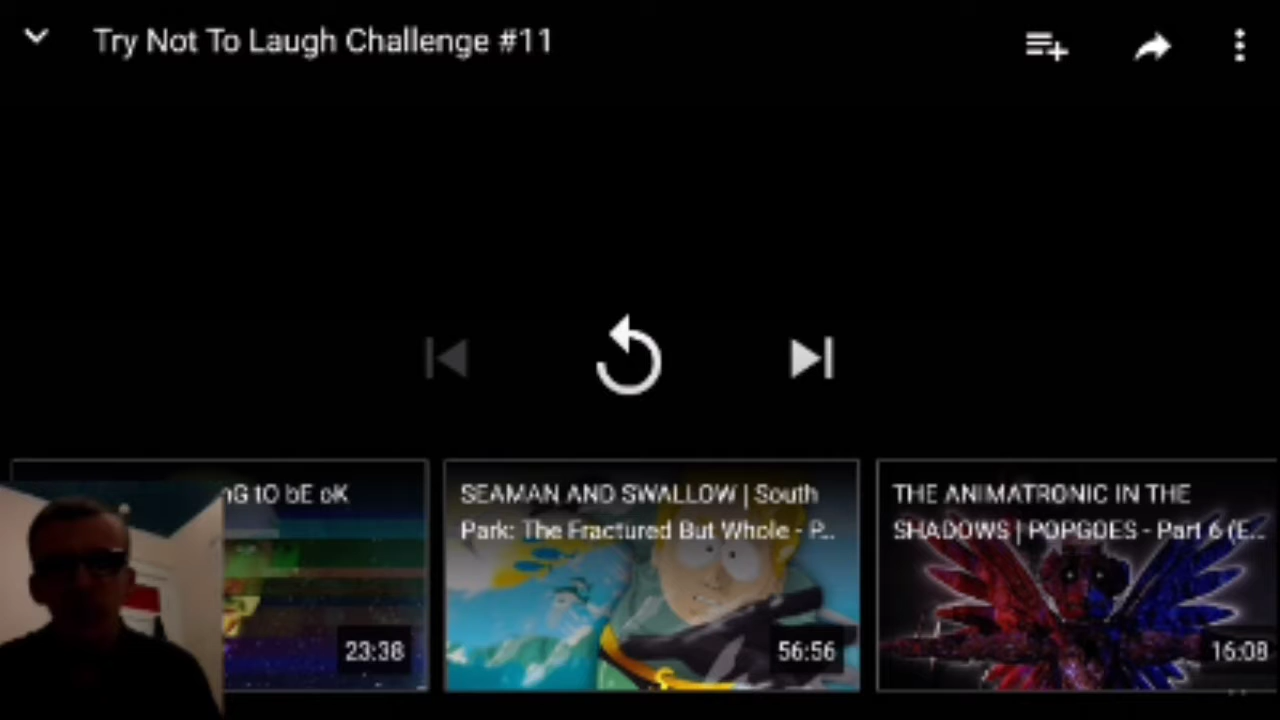 Try Not To Laugh Challenge #11
tO bE oK
SEAMAN AND SWALLOW | South
Park: The Fractured But Whole - P...
THE ANIMATRONIC IN THE
SHADOWS | POPGOES - Part 6 (E...
23:38
56:56
16:08